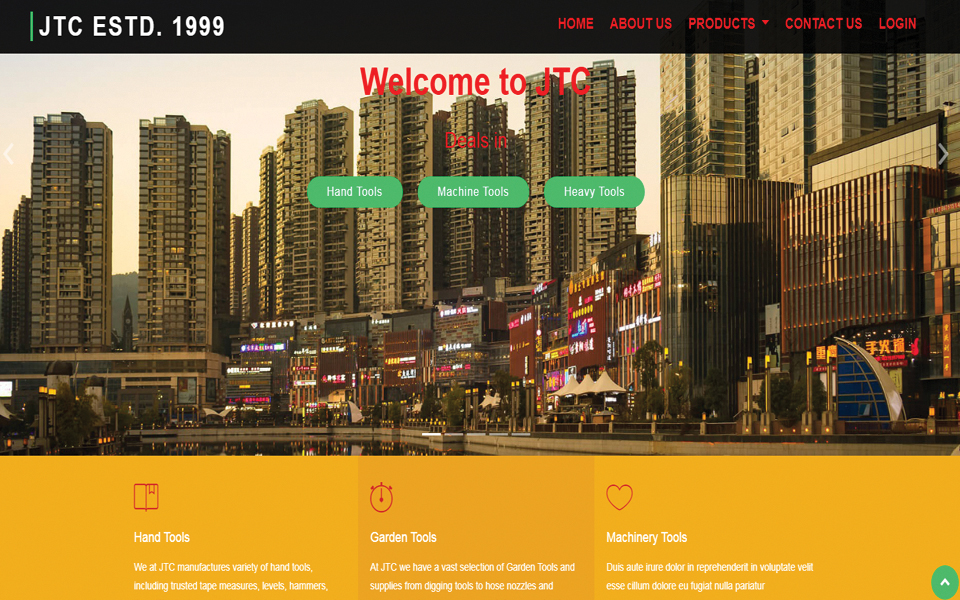 JTC ESTD. 1999
HOME ABOUT US PRODUCTS CONTACT US LOGIN
Welcome to JTC
Deals in
Hand Tools Machine Tools Heavy Tools
Hand Tools
We at JTC manufactures variety of hand tools,
including trusted tape measures, levels, hammers,
Garden Tools
At JTC we have a vast selection of Garden Tools and
supplies from digging tools to hose nozzles and
Machinery Tools
Duis aute irure dolor in reprehenderit in voluptate velit
esse cillum dolore eu fugiat nulla pariatur